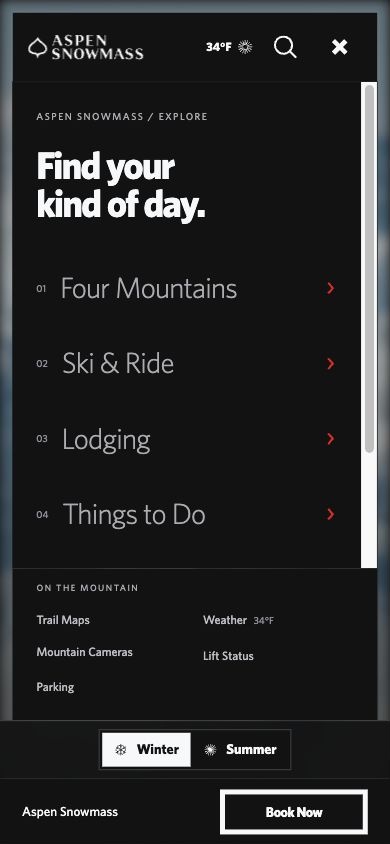 ASPEN
SNOWMASS
34°F
ASPEN SNOWMASS / EXPLORE
Find your
kind of day.
01 Four Mountains
02 Ski & Ride
03 Lodging
04 Things to Do
ON THE MOUNTAIN
Trail Maps
Weather 34°F
Mountain Cameras
Lift Status
Parking
Winter Summer
Aspen Snowmass
Book Now